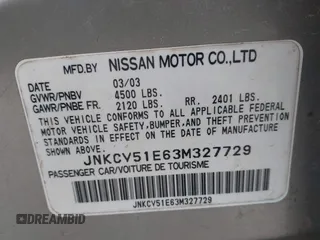 MFD.BY NISSAN MOTOR CO.,LTD
DATE 03/03
GVWR/PNBV 4500 LBS.
GAWR/PNBE FR. 2120 LBS. RR. 2401 LBS.
THIS VEHICLE CONFORMS TO ALL APPLICABLE FEDERAL
MOTOR VEHICLE SAFETY,BUMPER,AND THEFT PREVENTION
STANDARDS IN EFFECT ON THE DATE OF MANUFACTURE
SHOWN ABOVE.
JNKCV51E63M327729
PASSENGER CAR/VOITURE DE TOURISME
JNKCV51E63M327729
DREAMBID